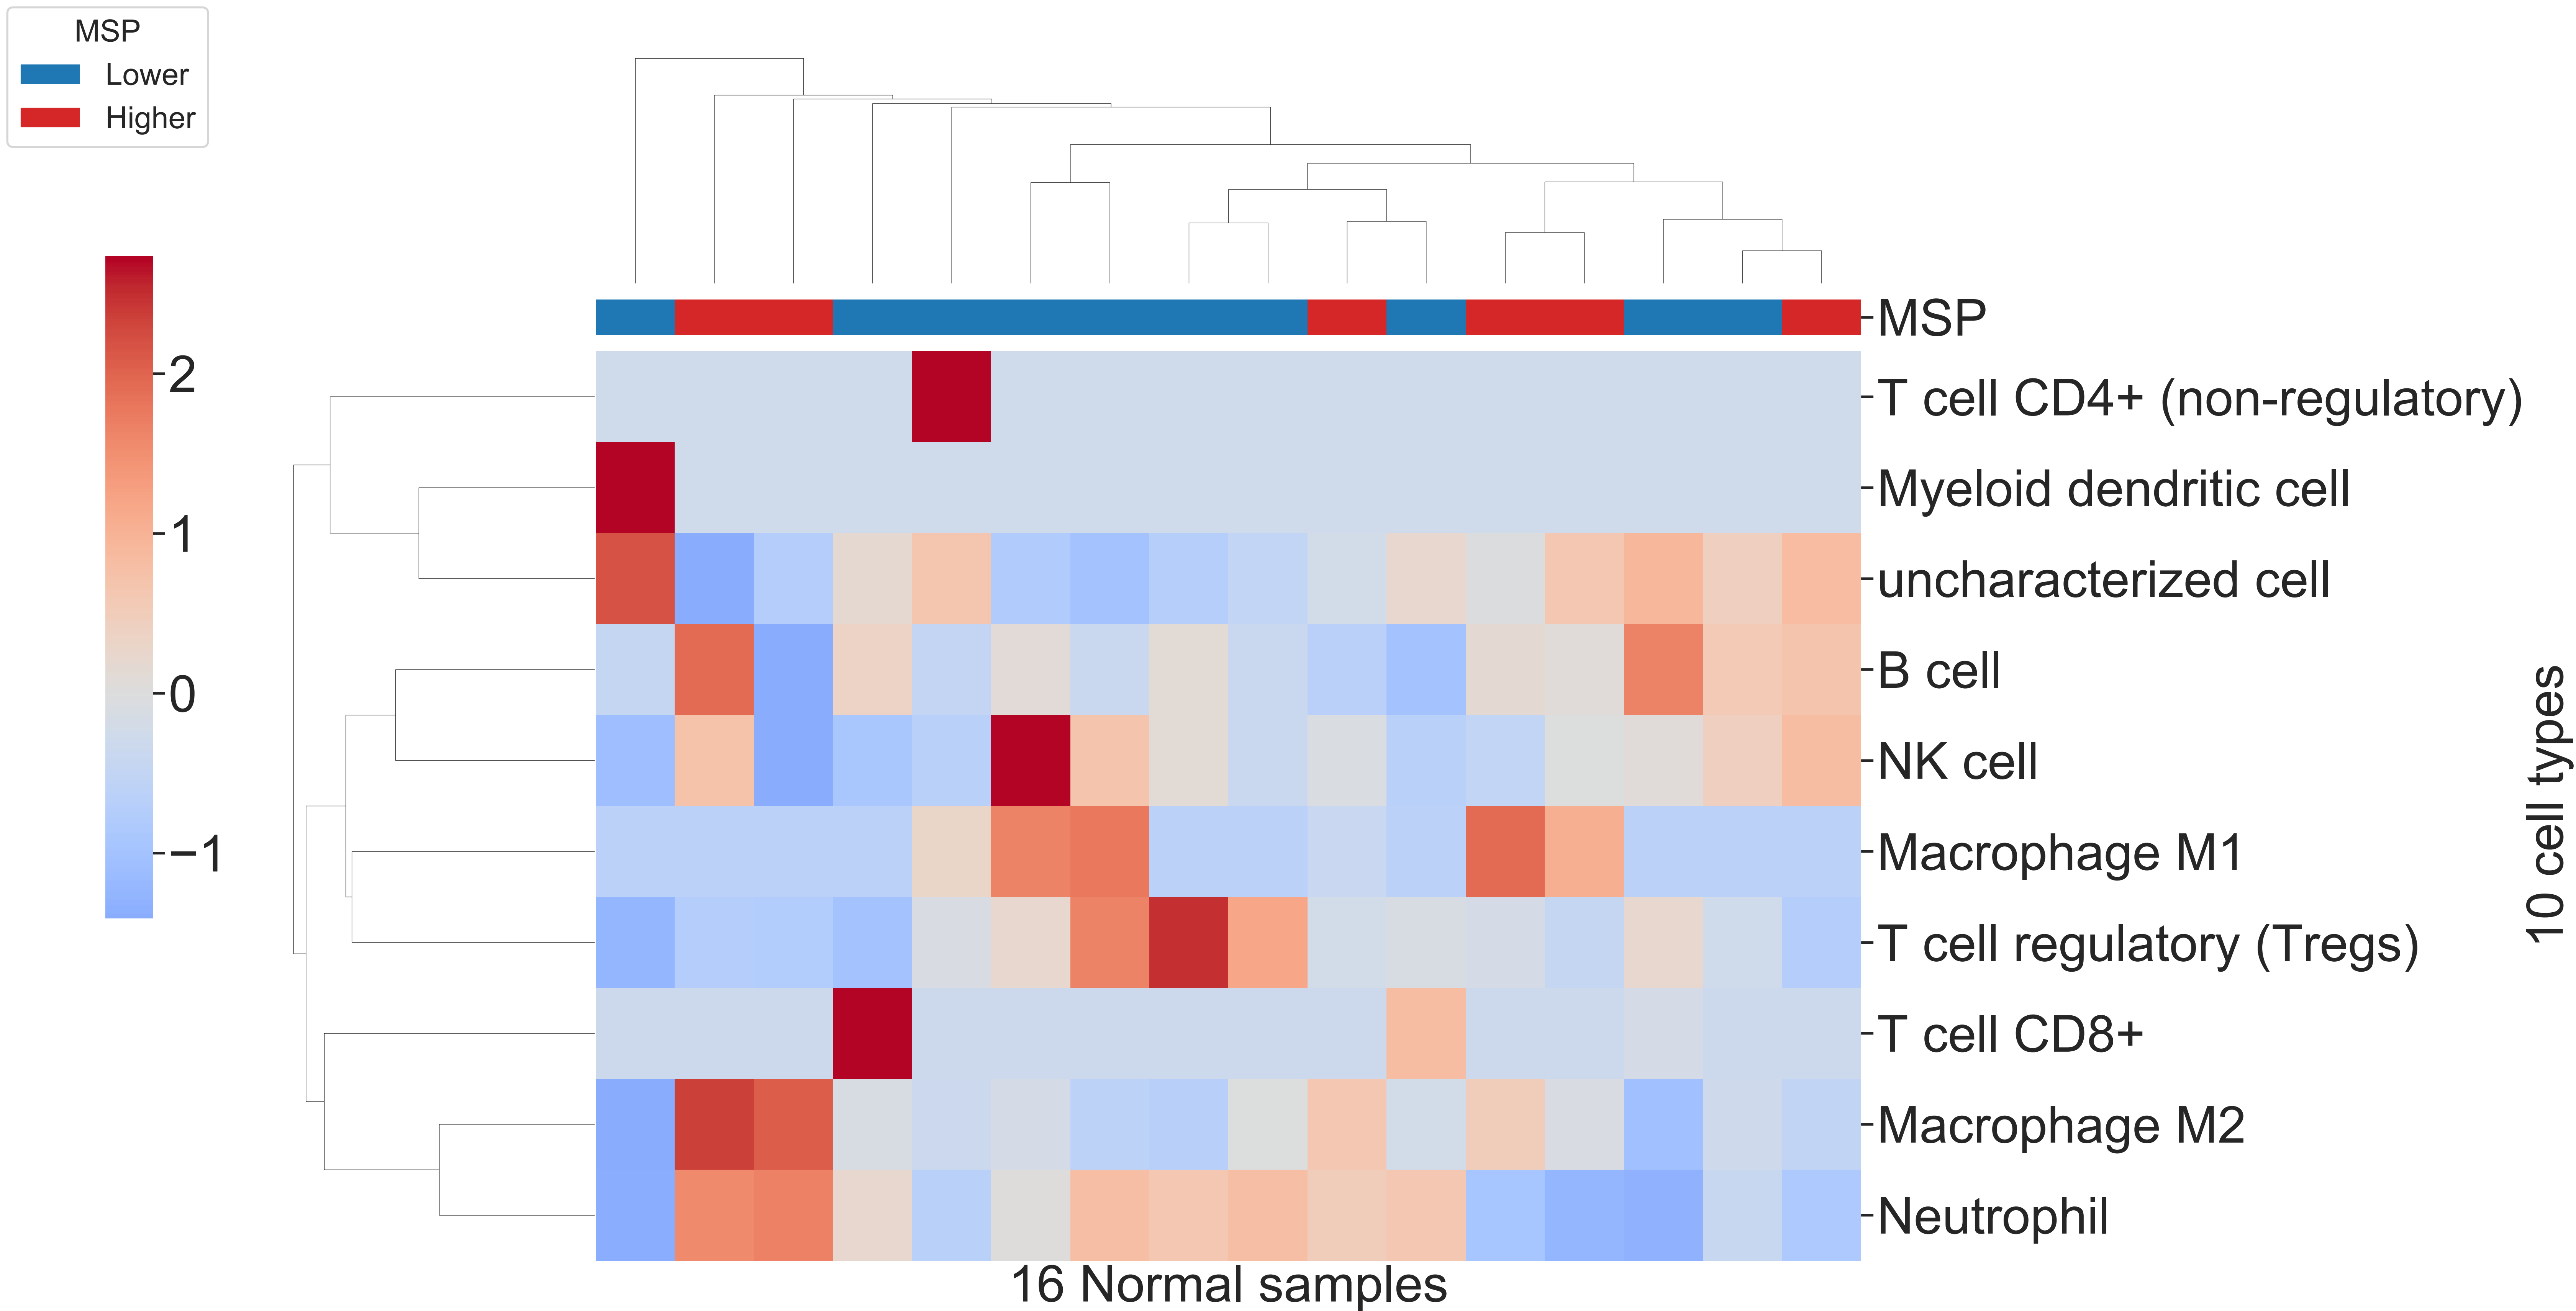 MSP
Lower
Higher
2
1
0
−1
MSP
T cell CD4+ (non-regulatory)
Myeloid dendritic cell
uncharacterized cell
B cell
NK cell
Macrophage M1
T cell regulatory (Tregs)
T cell CD8+
Macrophage M2
Neutrophil
10 cell types
16 Normal samples